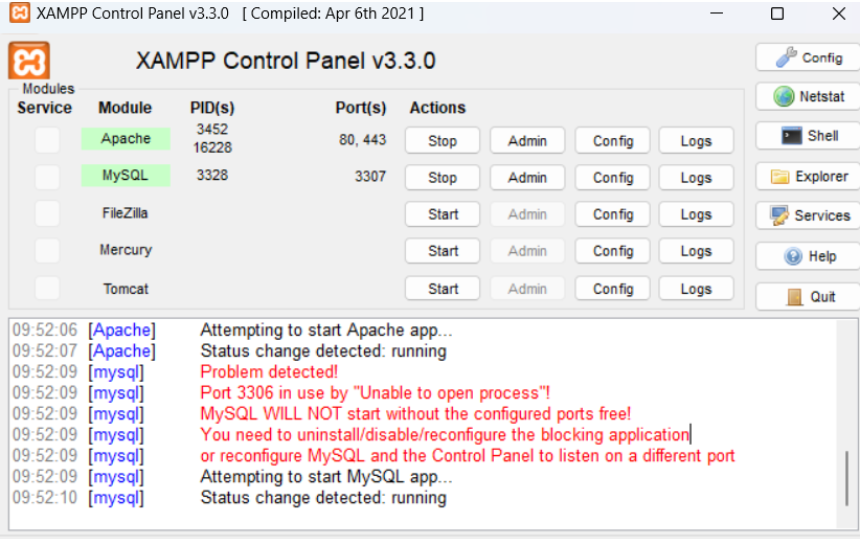 XAMPP Control Panel v3.3.0 [ Compiled: Apr 6th 2021 ]
XAMPP Control Panel v3.3.0
Config
Modules
Service Module PID(s) Port(s) Actions
Netstat
Apache 3452 16228 80, 443 Stop Admin Config Logs
Shell
MySQL 3328 3307 Stop Admin Config Logs
Explorer
FileZilla Start Admin Config Logs
Services
Mercury Start Admin Config Logs
Help
Tomcat Start Admin Config Logs
Quit
09:52:06 [Apache] Attempting to start Apache app...
09:52:07 [Apache] Status change detected: running
09:52:09 [mysql] Problem detected!
09:52:09 [mysql] Port 3306 in use by "Unable to open process"!
09:52:09 [mysql] MySQL WILL NOT start without the configured ports free!
09:52:09 [mysql] You need to uninstall/disable/reconfigure the blocking application
09:52:09 [mysql] or reconfigure MySQL and the Control Panel to listen on a different port
09:52:09 [mysql] Attempting to start MySQL app...
09:52:10 [mysql] Status change detected: running